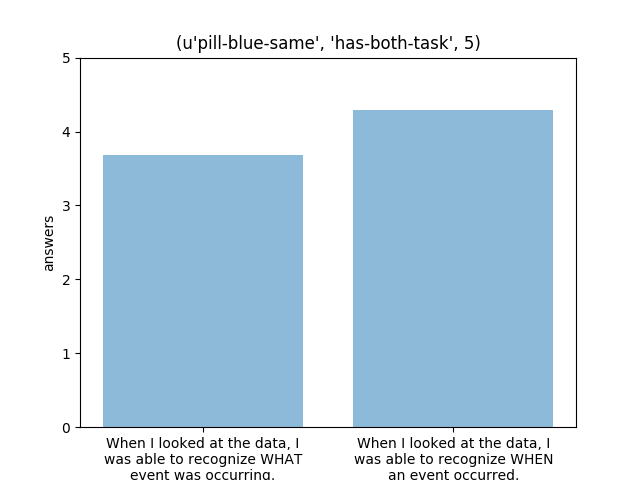 (u'pill-blue-same', 'has-both-task', 5)
5
4
3
2
1
0
answers
When I looked at the data, I
was able to recognize WHAT
event was occurring.
When I looked at the data, I
was able to recognize WHEN
an event occurred.